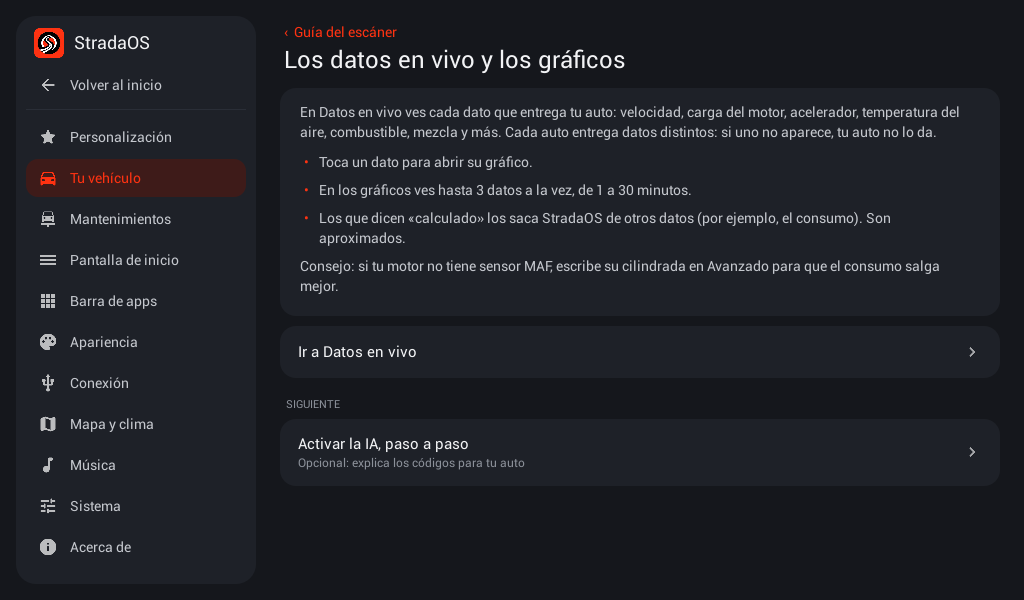 StradaOS
Volver al inicio
Personalización
Tu vehículo
Mantenimientos
Pantalla de inicio
Barra de apps
Apariencia
Conexión
Mapa y clima
Música
Sistema
Acerca de
‹ Guía del escáner
Los datos en vivo y los gráficos
En Datos en vivo ves cada dato que entrega tu auto: velocidad, carga del motor, acelerador, temperatura del
aire, combustible, mezcla y más. Cada auto entrega datos distintos: si uno no aparece, tu auto no lo da.
• Toca un dato para abrir su gráfico.
• En los gráficos ves hasta 3 datos a la vez, de 1 a 30 minutos.
• Los que dicen «calculado» los saca StradaOS de otros datos (por ejemplo, el consumo). Son
aproximados.
Consejo: si tu motor no tiene sensor MAF, escribe su cilindrada en Avanzado para que el consumo salga
mejor.
Ir a Datos en vivo
SIGUIENTE
Activar la IA, paso a paso
Opcional: explica los códigos para tu auto